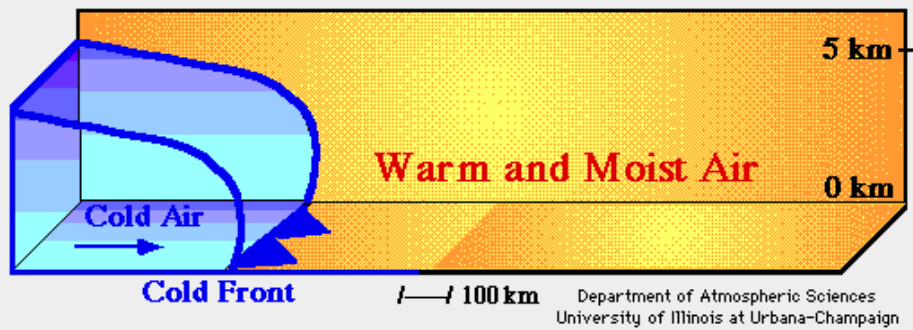 5 km
Warm and Moist Air
0 km
Cold Air
Cold Front
100 km
Department of Atmospheric Sciences
University of Illinois at Urbana-Champaign